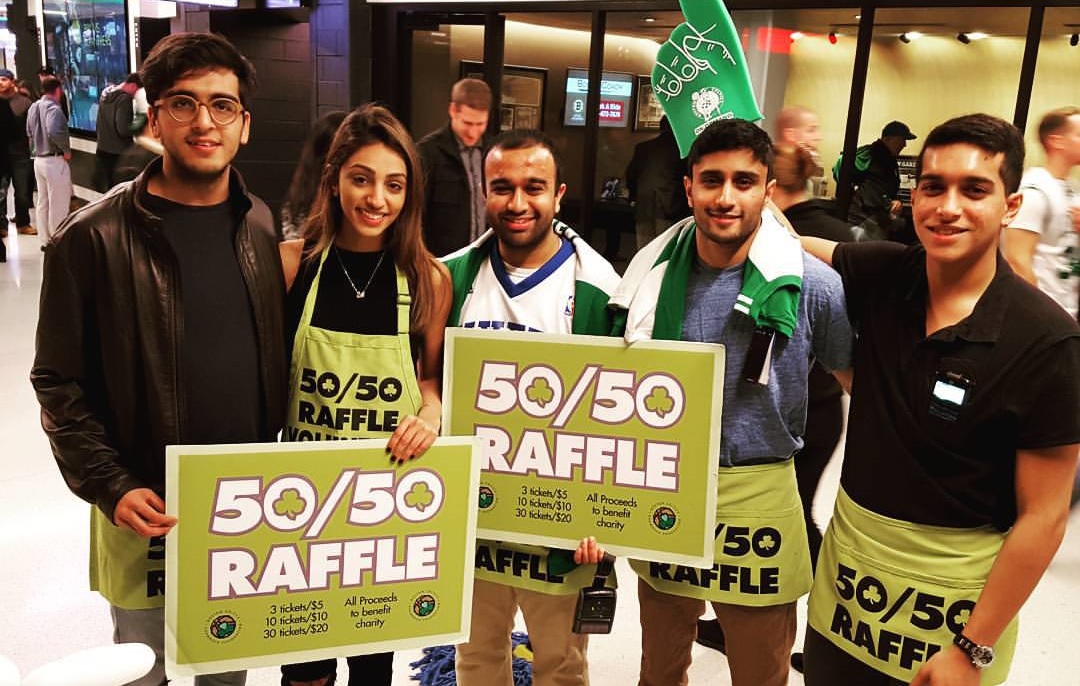 RAFFLE
50/50
RAFFLE
50/50
RAFFLE
3 tickets/$5
10 tickets/$10
30 tickets/$20
All Proceeds
to benefit
charity
50/50
RAFFLE
3 tickets/$5
10 tickets/$10
30 tickets/$20
All Proceeds
to benefit
charity
RAFFLE
50
RAFFLE
50/50
RAFF